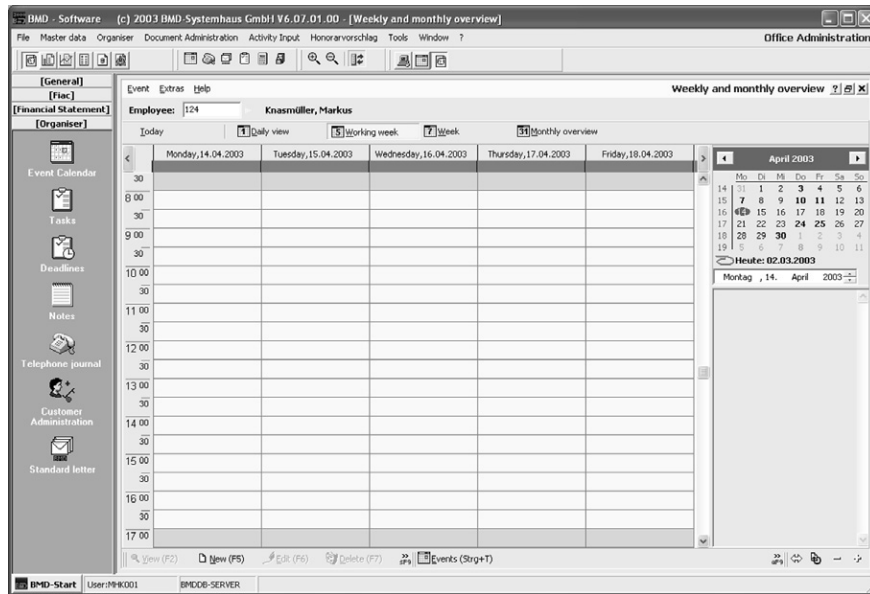 BMD - Software (c) 2003 BMD-Systemhaus GmbH V6.07.01.00 - [Weekly and monthly overview]
File Master data Organiser Document Administration Activity Input Honorarvorschlag Tools Window ? Office Administration
[General]
[Fiac]
[Financial Statement]
[Organiser]
Event Calendar
Tasks
Deadlines
Notes
Telephone journal
Customer
Administration
Standard letter
Event Extras Help Weekly and monthly overview
Employee: 124 Knasmüller, Markus
Today 1 Daily view 5 Working week 7 Week 31 Monthly overview
Monday,14.04.2003 Tuesday,15.04.2003 Wednesday,16.04.2003 Thursday,17.04.2003 Friday,18.04.2003
30
8 00
30
9 00
30
10 00
30
11 00
30
12 00
30
13 00
30
14 00
30
15 00
30
16 00
30
17 00
April 2003
Mo Di Mi Do Fr Sa So
14 31 1 2 3 4 5 6
15 7 8 9 10 11 12 13
16 15 16 17 18 19 20
17 21 22 23 24 25 26 27
18 28 29 30 1 2 3 4
19 5 6 7 8 9 10 11
Heute: 02.03.2003
Montag , 14. April 2003
View (F2) New (F5) Edit (F6) Delete (F7) Events (Strg+T)
BMD-Start User:MHK001 BMDDB-SERVER